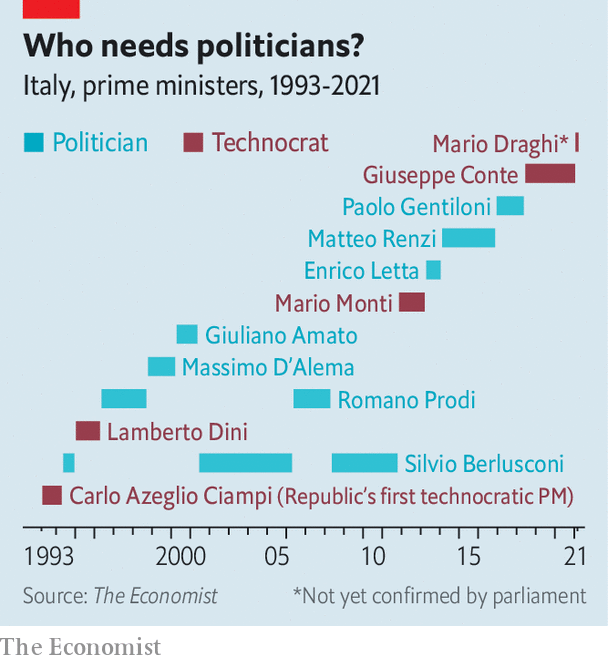 Who needs politicians?
Italy, prime ministers, 1993-2021
Politician Technocrat Mario Draghi*
Giuseppe Conte
Paolo Gentiloni
Matteo Renzi
Enrico Letta
Mario Monti
Giuliano Amato
Massimo D’Alema
Romano Prodi
Lamberto Dini
Silvio Berlusconi
Carlo Azeglio Ciampi (Republic’s first technocratic PM)
1993 2000 05 10 15 21
Source: The Economist *Not yet confirmed by parliament
The Economist